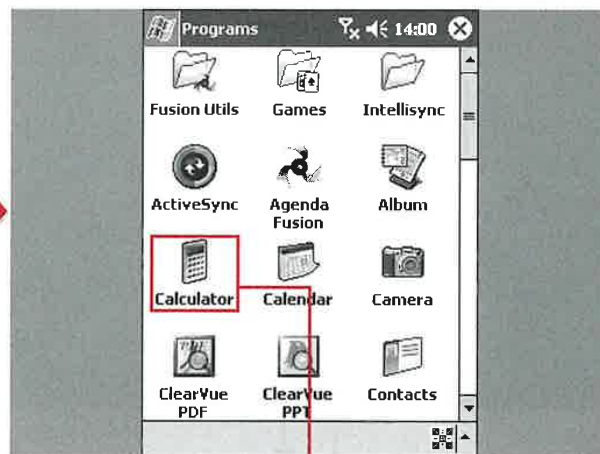 Programs 14:00
Fusion Utils Games Intellisync
ActiveSync Agenda Fusion Album
Calculator Calendar Camera
ClearVue PDF ClearVue PPT Contacts